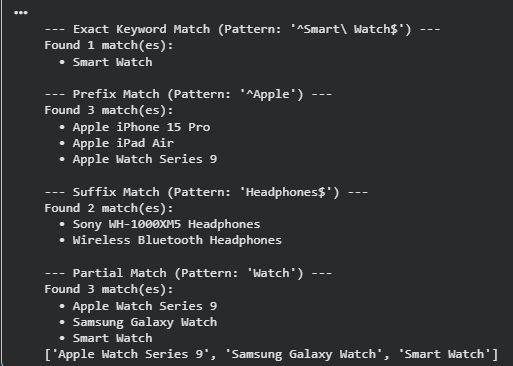 ...
--- Exact Keyword Match (Pattern: '^Smart\ Watch$') ---
Found 1 match(es):
• Smart Watch
--- Prefix Match (Pattern: '^Apple') ---
Found 3 match(es):
• Apple iPhone 15 Pro
• Apple iPad Air
• Apple Watch Series 9
--- Suffix Match (Pattern: 'Headphones$') ---
Found 2 match(es):
• Sony WH-1000XM5 Headphones
• Wireless Bluetooth Headphones
--- Partial Match (Pattern: 'Watch') ---
Found 3 match(es):
• Apple Watch Series 9
• Samsung Galaxy Watch
• Smart Watch
['Apple Watch Series 9', 'Samsung Galaxy Watch', 'Smart Watch']